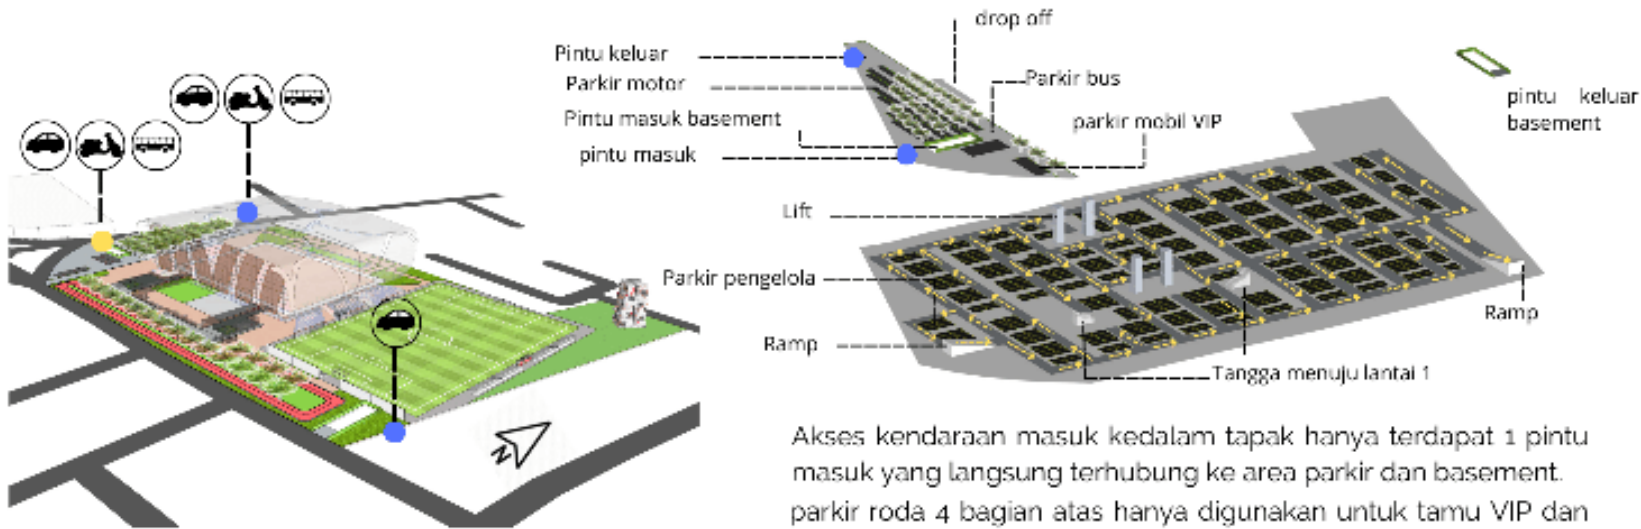 drop off
Pintu keluar
Parkir motor
Parkir bus
Pintu masuk basement
parkir mobil VIP
pintu masuk
pintu keluar
basement
Lift
Parkir pengelola
Ramp
Ramp
Tangga menuju lantai 1
N
Akses kendaraan masuk kedalam tapak hanya terdapat 1 pintu
masuk yang langsung terhubung ke area parkir dan basement.
parkir roda 4 bagian atas hanya digunakan untuk tamu VIP dan